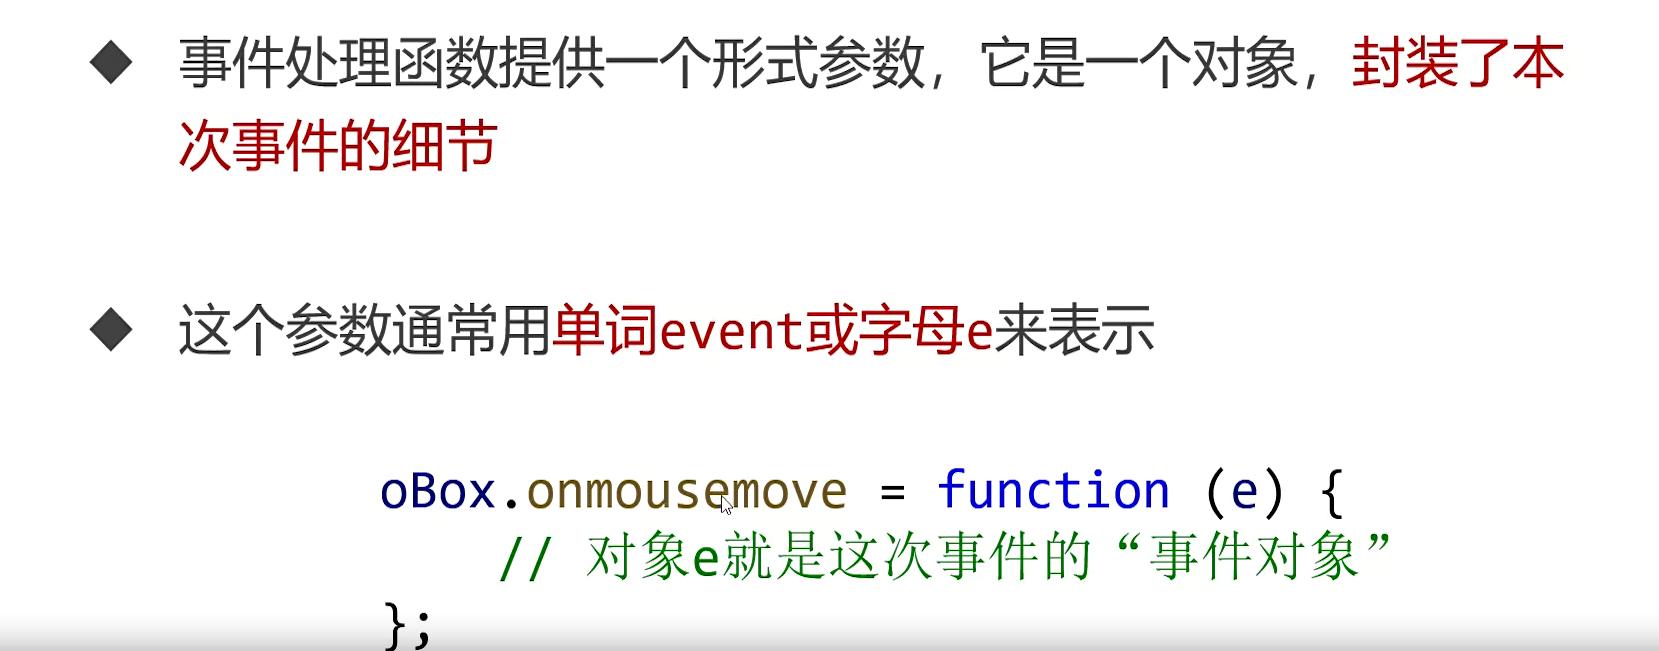 事件处理函数提供一个形式参数，它是一个对象，封装了本
次事件的细节
这个参数通常用单词event或字母e来表示
oBox.onmousemove = function (e) {
// 对象e就是这次事件的“事件对象”
};